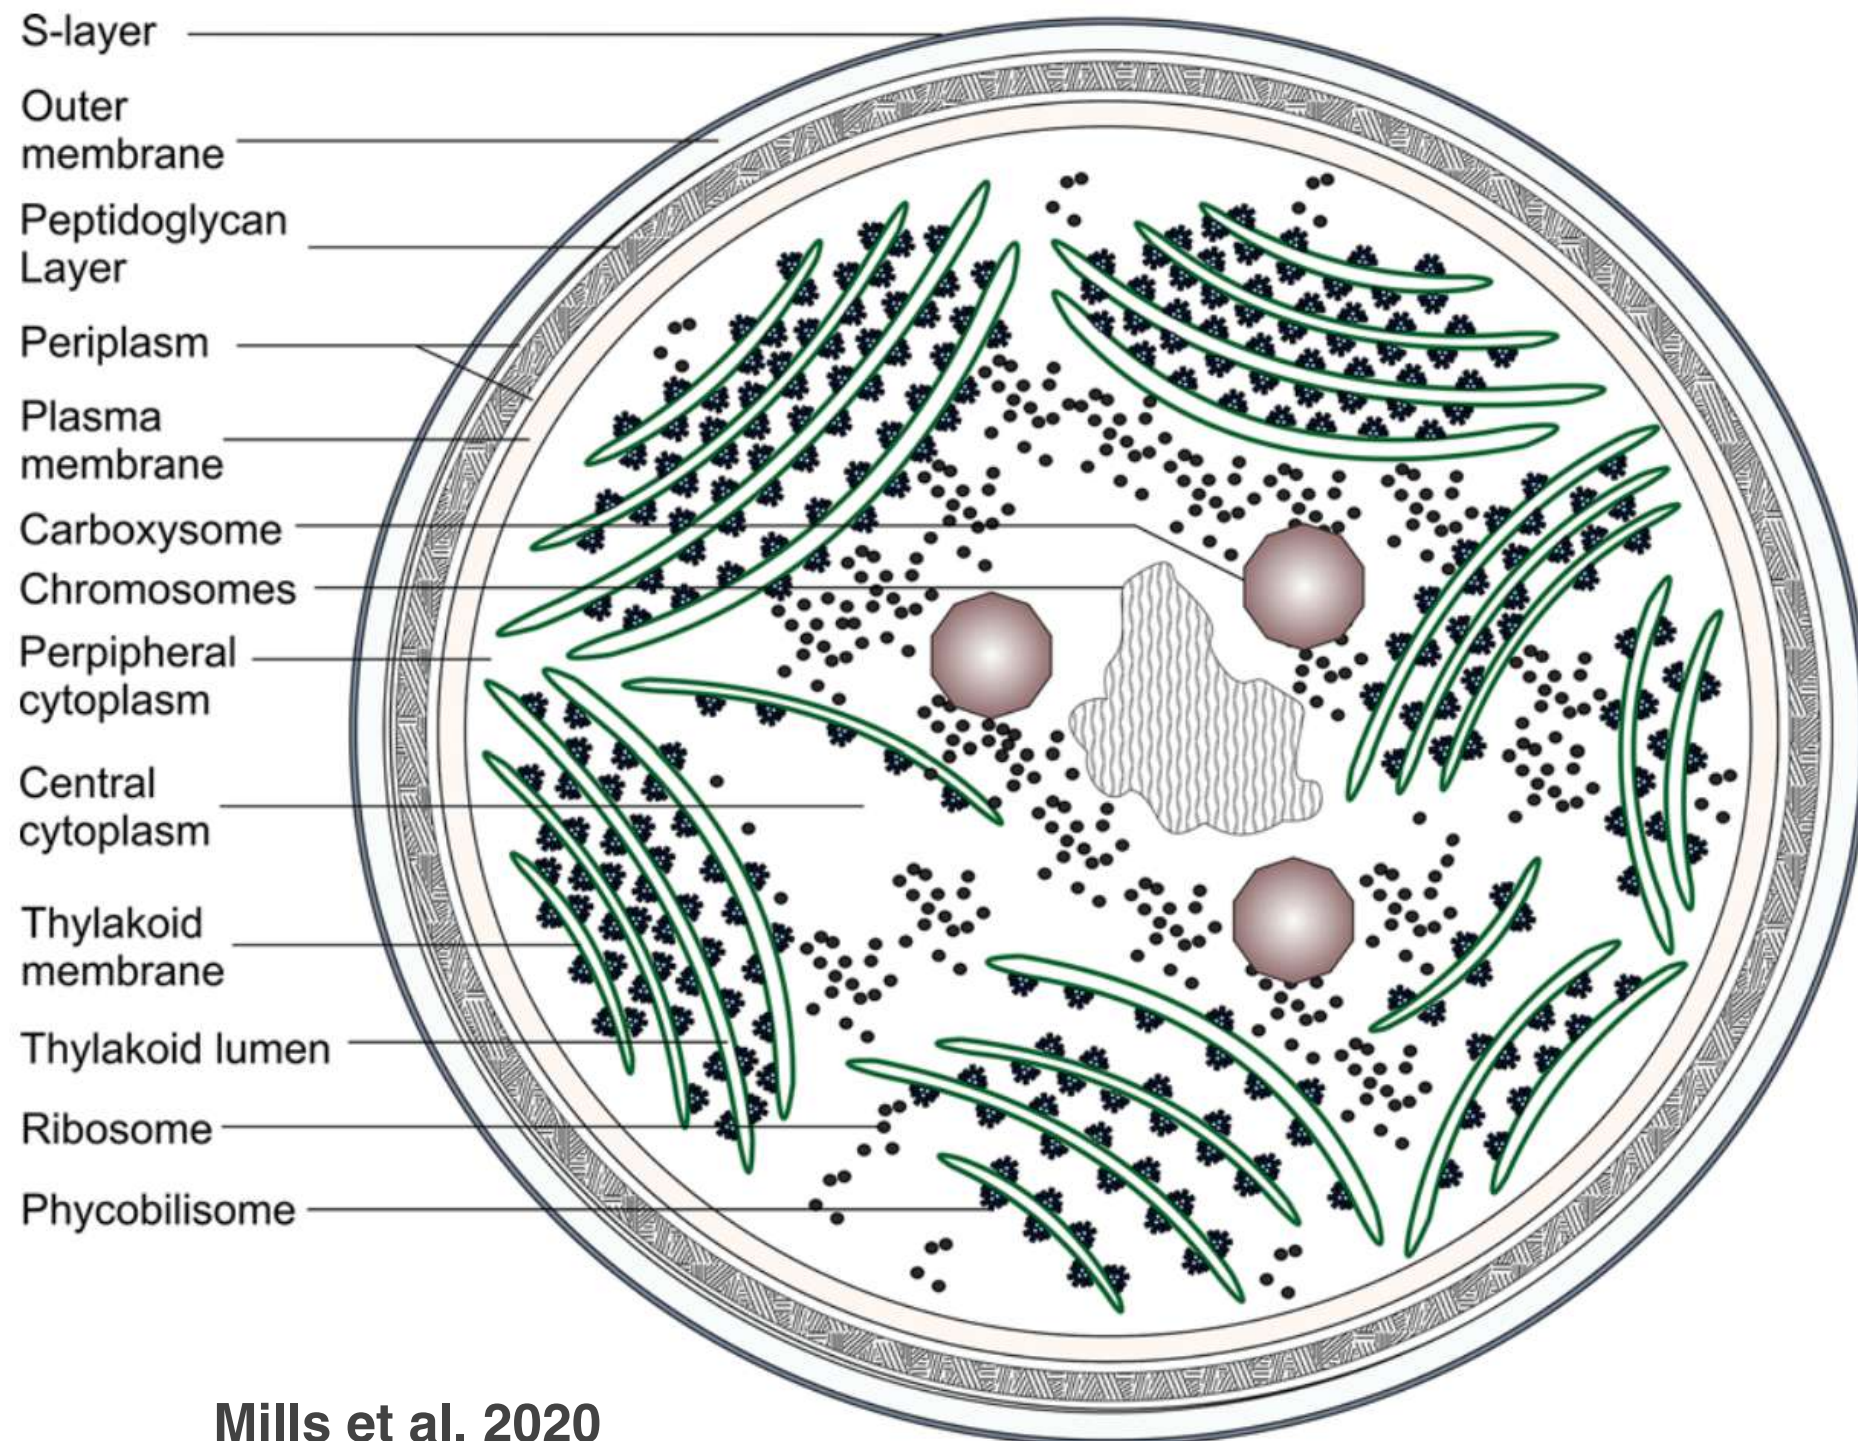 S-layer
Outer
membrane
Peptidoglycan
Layer
Periplasm
Plasma
membrane
Carboxysome
Chromosomes
Perpipheral
cytoplasm
Central
cytoplasm
Thylakoid
membrane
Thylakoid lumen
Ribosome
Phycobilisome
Mills et al. 2020